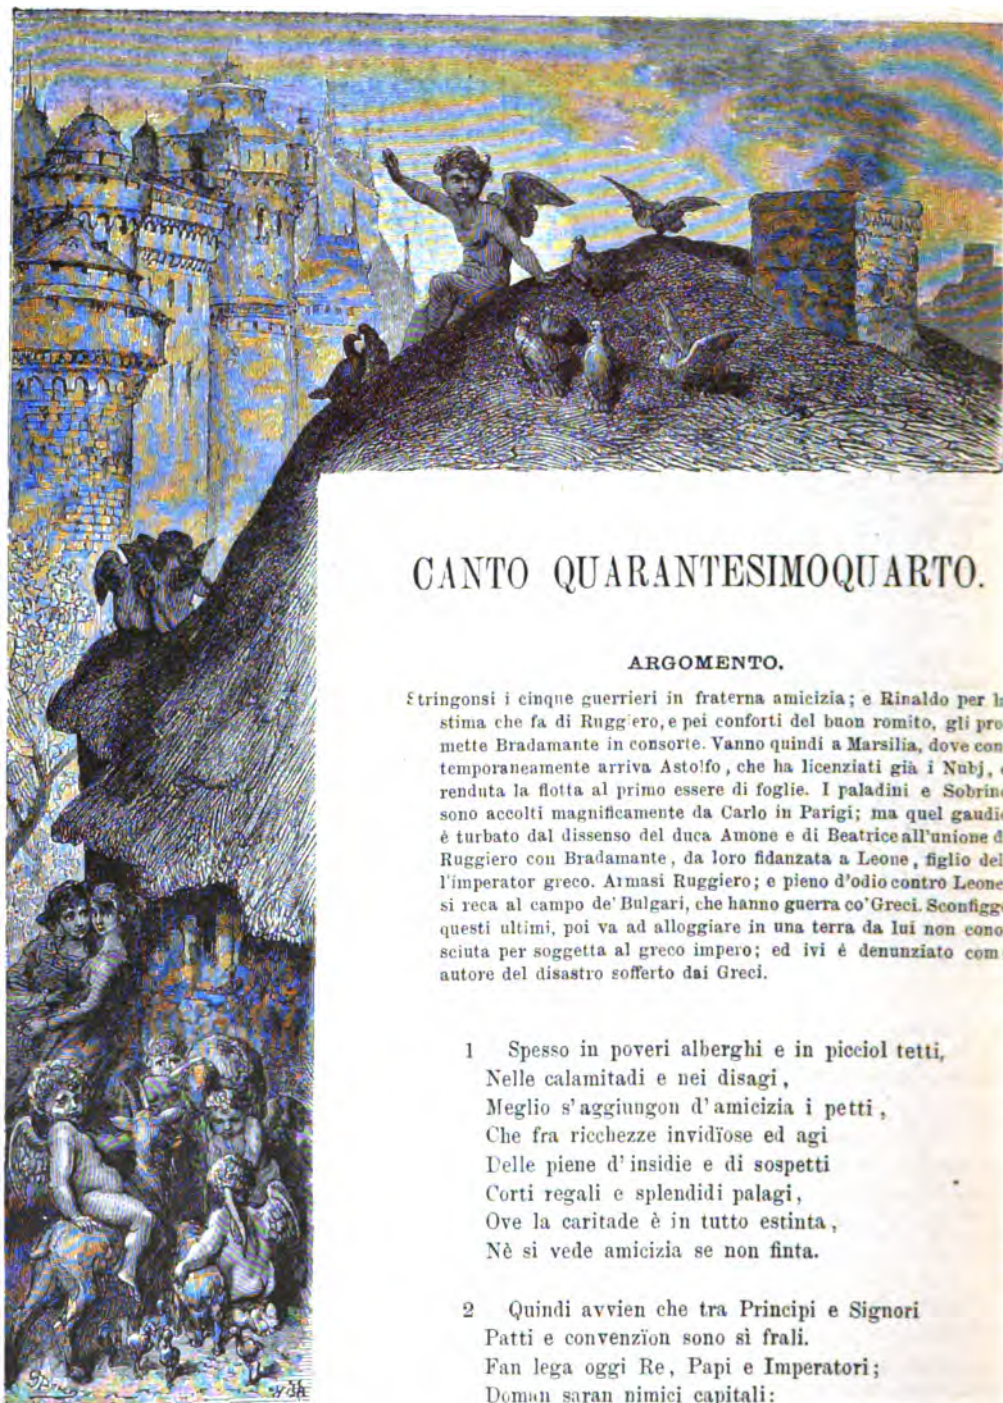 CANTO QUARANTESIMOQUARTO.
ARGOMENTO.
Stringonsi i cinque guerrieri in fraterna amicizia; e Rinaldo per
stima che fa di Ruggiero, e pei conforti del buon romito, gli pro
mette Bradamante in consorte. Vanno quindi a Marsilia, dove con
temporaneamente arriva Astolfo, che ha licenziati già i Nubj,
renduta la flotta al primo essere di foglie. I paladini e Sobrino
sono accolti magnificamente da Carlo in Parigi; ma quel gaudio
è turbato dal dissenso del duca Amone e di Beatrice all'unione d
Ruggiero con Bradamante, da loro fidanzata a Leone, figlio del
l'imperator greco. Armasi Ruggiero; e pieno d'odio contro Leone
si reca al campo de' Bulgari, che hanno guerra co' Greci. Sconfigge
questi ultimi, poi va ad alloggiare in una terra da lui non cono
sciuta per soggetta al greco impero; ed ivi é denunziato com
autore del disastro sofferto dai Greci.
1 Spesso in poveri alberghi e in picciol tetti,
Nelle calamitadi e nei disagi,
Meglio s'aggiungon d'amicizia i petti,
Che fra ricchezze invidïose ed agi
Delle piene d'insidie e di sospetti
Corti regali e splendidi palagi,
Ove la caritade è in tutto estinta,
Nè si vede amicizia se non finta.
2 Quindi avvien che tra Principi e Signori
Patti e convenzïon sono sì frali.
Fan lega oggi Re, Papi e Imperatori;
Doman saran nimici capitali: